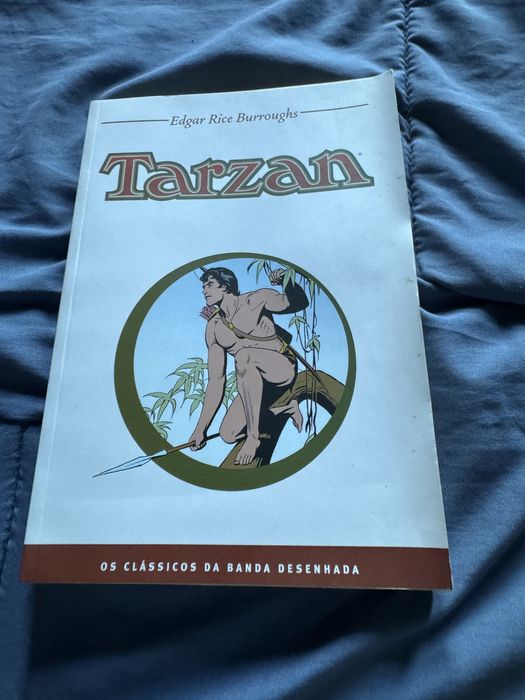 Edgar Rice Burroughs
Tarzan®
OS CLÁSSICOS DA BANDA DESENHADA